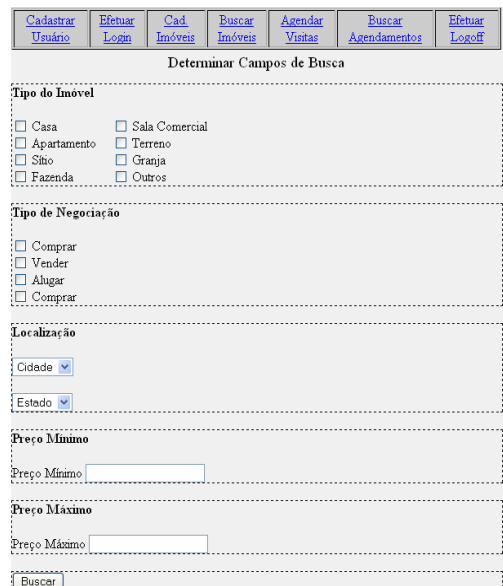 Cadastrar Efetuar Cad. Buscar Agendar Buscar Efetuar
Usuário Login Imóveis Imóveis Visitas Agendamentos Logoff
Determinar Campos de Busca
Tipo do Imóvel
Casa Sala Comercial
Apartamento Terreno
Sítio Granja
Fazenda Outros
Tipo de Negociação
Comprar
Vender
Alugar
Comprar
Localização
Cidade
Estado
Preço Mínimo
Preço Mínimo
Preço Máximo
Preço Máximo
Buscar